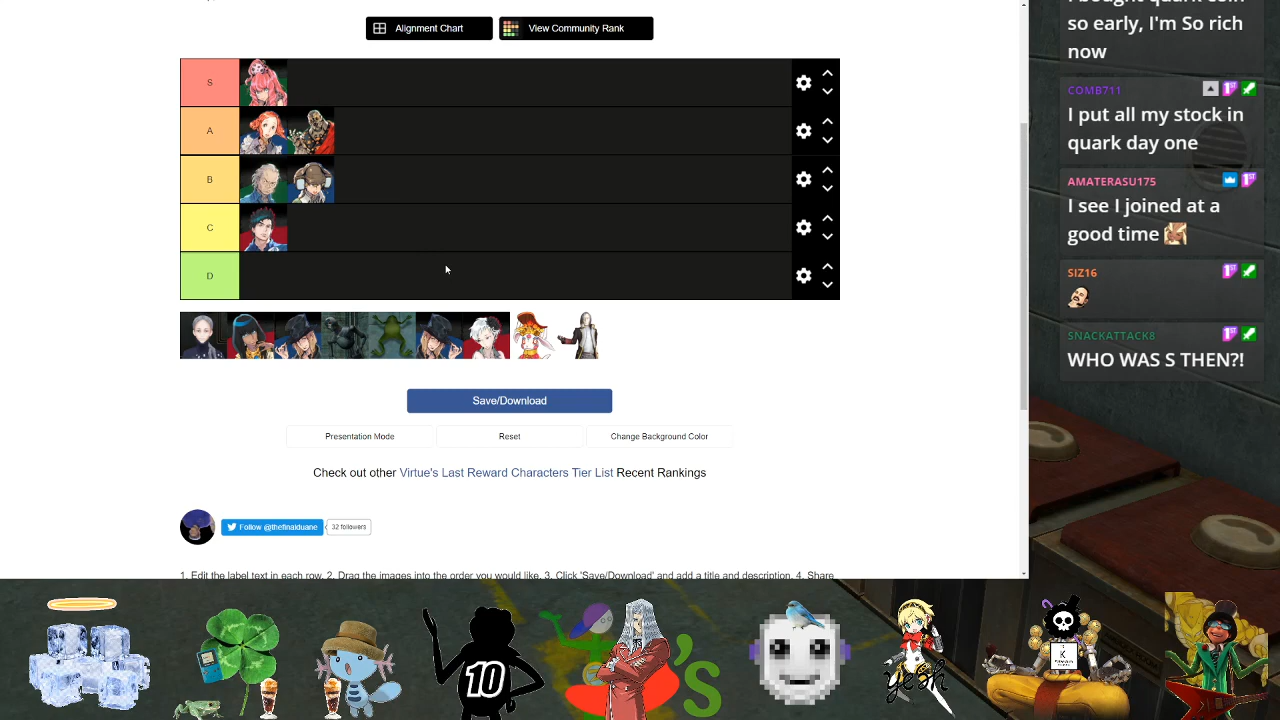 Alignment Chart
View Community Rank
S
A
B
C
D
Save/Download
Presentation Mode
Reset
Change Background Color
Check out other Virtue's Last Reward Characters Tier List Recent Rankings
Follow @thefinalduane
32 followers
1. Edit the label text in each row. 2. Drag the images into the order you would like. 3. Click 'Save/Download' and add a title and description. 4. Share
so early, I'm So rich
now
COMB711
I put all my stock in
quark day one
AMATERASU175
I see I joined at a
good time
SIZ16
SNACKATTACK8
WHO WAS S THEN?!
10
's
yeah
K